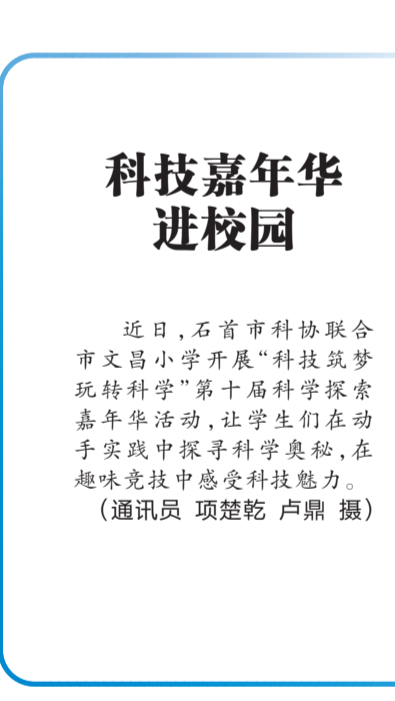 科技嘉年华
进校园
近日,石首市科协联合
市文昌小学开展“科技筑梦
玩转科学”第十届科学探索
嘉年华活动,让学生们在动
手实践中探寻科学奥秘,在
趣味竞技中感受科技魅力。
(通讯员 项楚乾 卢鼎 摄)